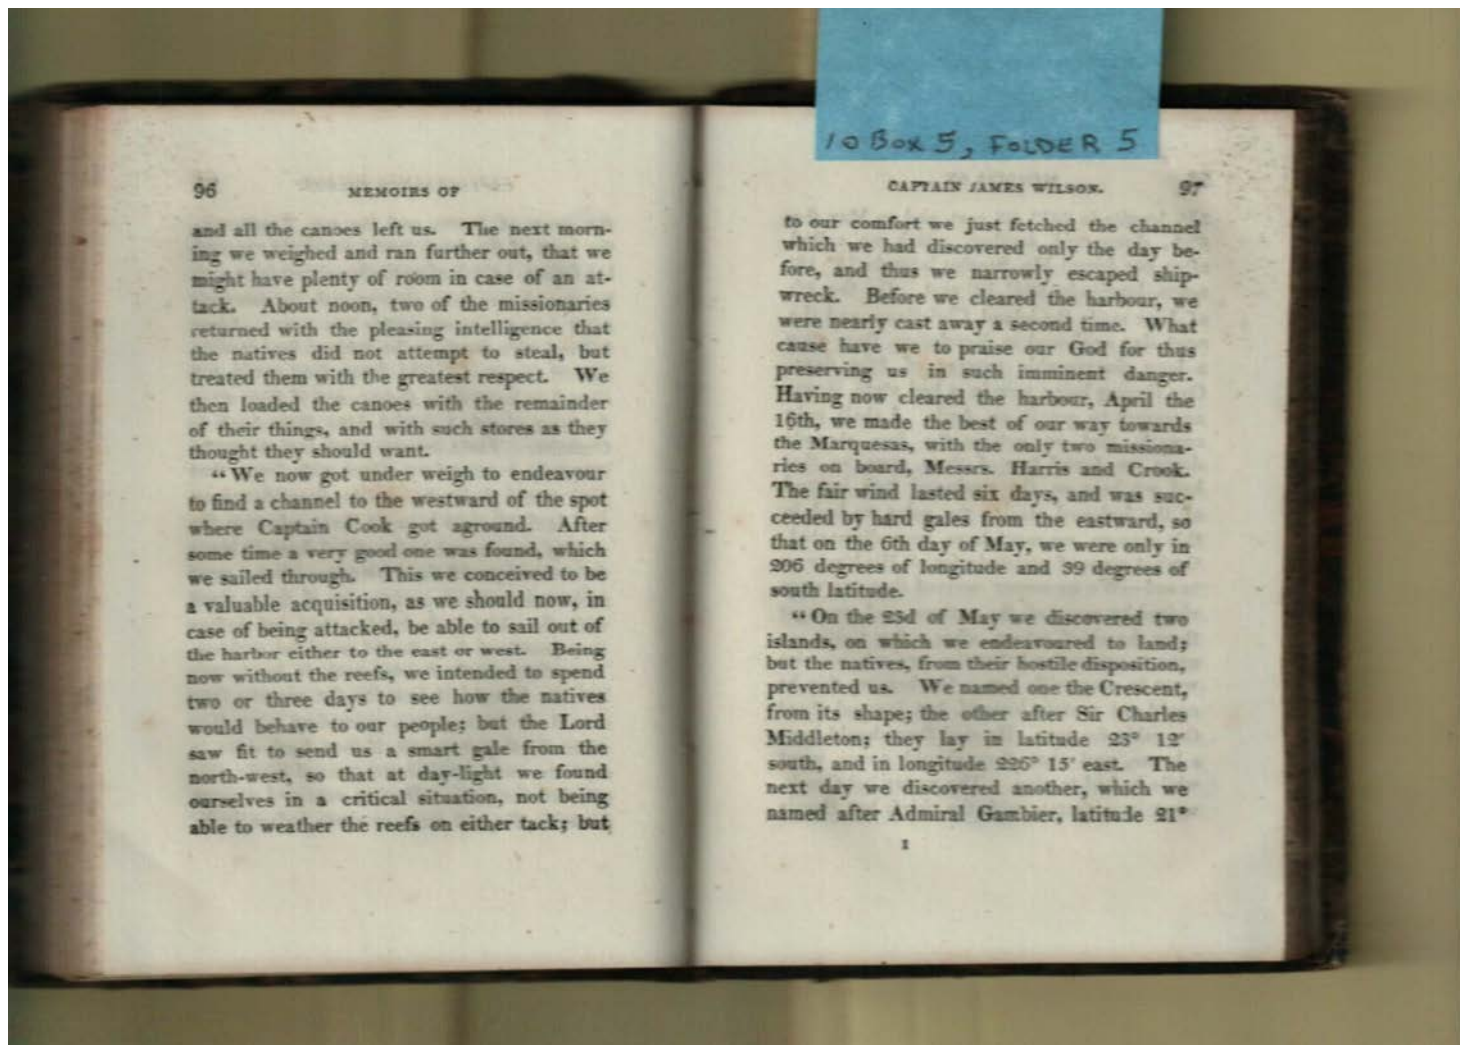 10 Box 5, FOLDER 5
96 MEMOIRS OF
and all the canoes left us. The next morn-
ing we weighed and ran further out, that we
might have plenty of room in case of an at-
tack. About noon, two of the missionaries
returned with the pleasing intelligence that
the natives did not attempt to steal, but
treated them with the greatest respect. We
then loaded the canoes with the remainder
of their things, and with such stores as they
thought they should want.
“We now got under weigh to endeavour
to find a channel to the westward of the spot
where Captain Cook got aground. After
some time a very good one was found, which
we sailed through. This we conceived to be
a valuable acquisition, as we should now, in
case of being attacked, be able to sail out of
the harbor either to the east or west. Being
now without the reefs, we intended to spend
two or three days to see how the natives
would behave to our people; but the Lord
saw fit to send us a smart gale from the
north-west, so that at day-light we found
ourselves in a critical situation, not being
able to weather the reefs on either tack; but
CAPTAIN JAMES WILSON. 97
to our comfort we just fetched the channel
which we had discovered only the day be-
fore, and thus we narrowly escaped ship-
wreck. Before we cleared the harbour, we
were nearly cast away a second time. What
cause have we to praise our God for thus
preserving us in such imminent danger.
Having now cleared the harbour, April the
16th, we made the best of our way towards
the Marquesas, with the only two missiona-
ries on board, Messrs. Harris and Crook.
The fair wind lasted six days, and was suc-
ceeded by hard gales from the eastward, so
that on the 6th day of May, we were only in
206 degrees of longitude and 39 degrees of
south latitude.
“On the 23d of May we discovered two
islands, on which we endeavoured to land;
but the natives, from their hostile disposition,
prevented us. We named one the Crescent,
from its shape; the other after Sir Charles
Middleton; they lay in latitude 23° 12′
south, and in longitude 226° 15′ east. The
next day we discovered another, which we
named after Admiral Gambier, latitude 21°
I